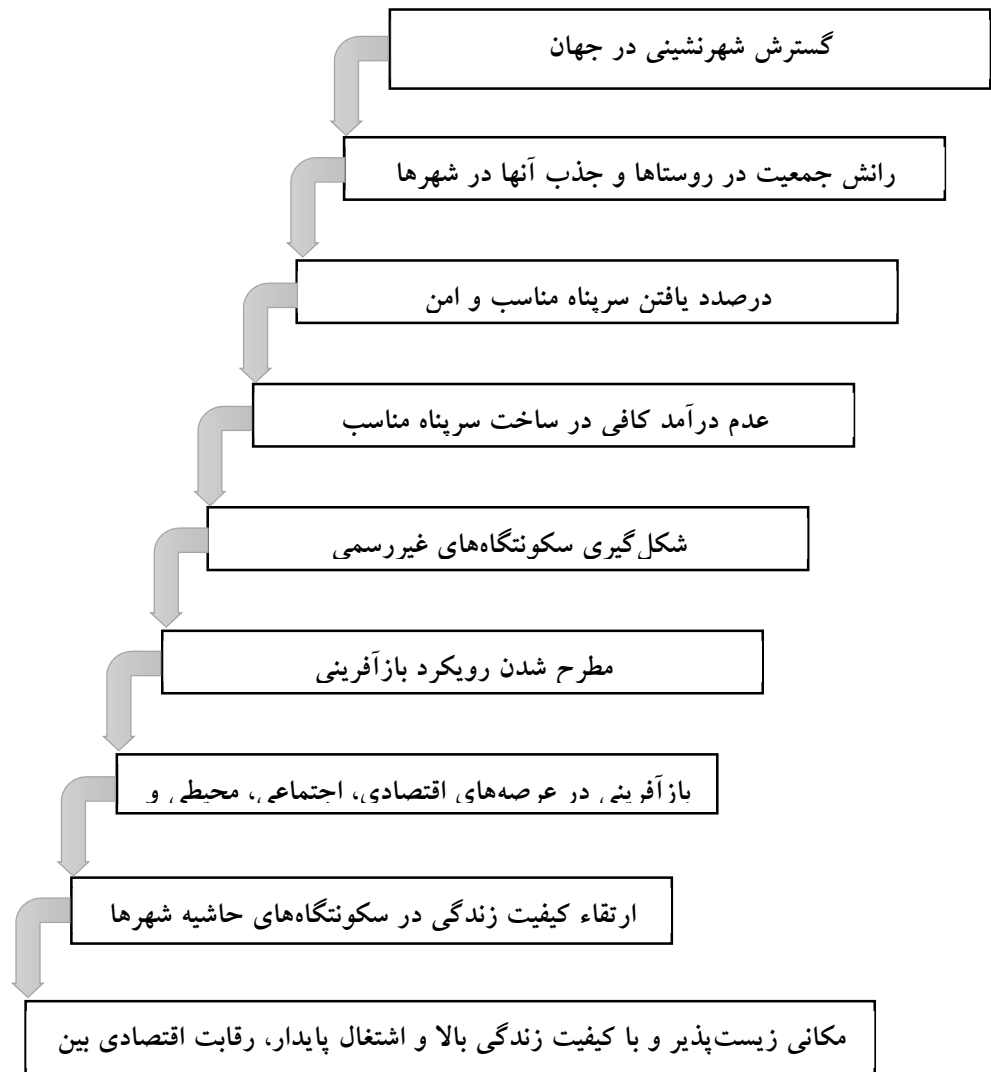 گسترش شهرنشینی در جهان
رانش جمعیت در روستاها و جذب آنها در شهرها
درصدد یافتن سرپناه مناسب و امن
عدم درآمد کافی در ساخت سرپناه مناسب
شکل‌گیری سکونتگاه‌های غیررسمی
مطرح شدن رویکرد بازآفرینی
بازآفرینی در عرصه‌های اقتصادی، اجتماعی، محیطی و
ارتقاء کیفیت زندگی در سکونتگاه‌های حاشیه شهرها
مکانی زیست‌پذیر و با کیفیت زندگی بالا و اشتغال پایدار، رقابت اقتصادی بین